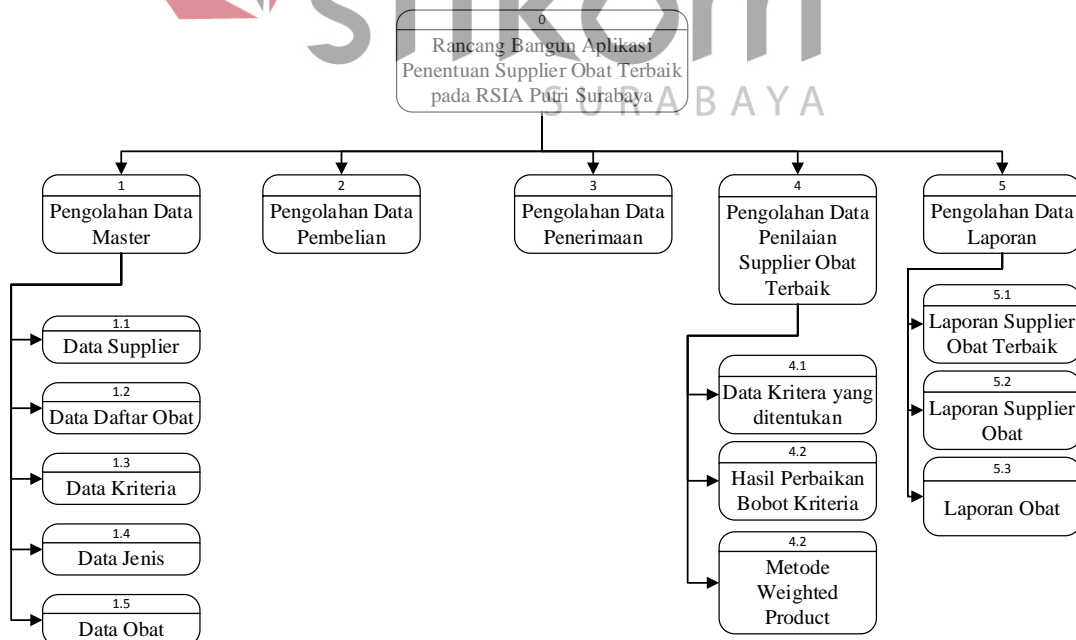 stikom
SURABAYA
0
Rancang Bangun Aplikasi
Penentuan Supplier Obat Terbaik
pada RSIA Putri Surabaya
1
Pengolahan Data
Master
2
Pengolahan Data
Pembelian
3
Pengolahan Data
Penerimaan
4
Pengolahan Data
Penilaian
Supplier Obat
Terbaik
5
Pengolahan Data
Laporan
1.1
Data Supplier
1.2
Data Daftar Obat
1.3
Data Kriteria
1.4
Data Jenis
1.5
Data Obat
4.1
Data Kritera yang
ditentukan
4.2
Hasil Perbaikan
Bobot Kriteria
4.2
Metode
Weighted
Product
5.1
Laporan Supplier
Obat Terbaik
5.2
Laporan Supplier
Obat
5.3
Laporan Obat